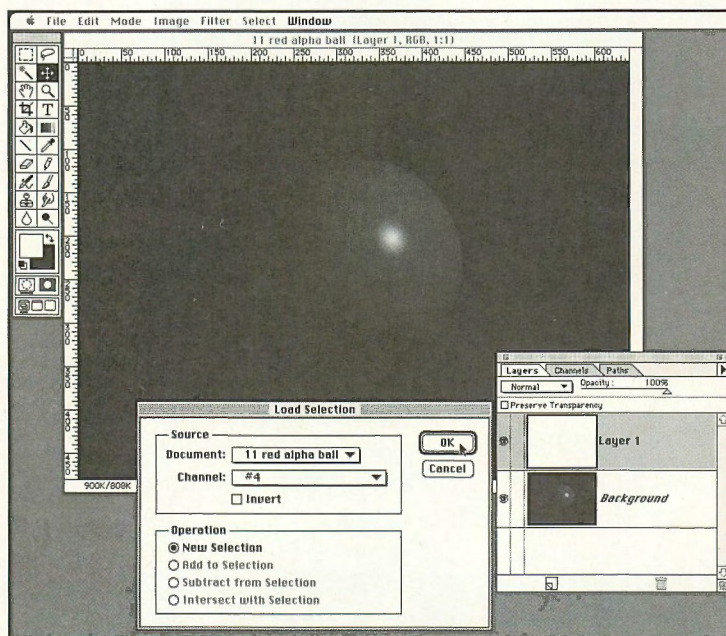 File Edit Mode Image Filter Select Window
11 red alpha ball (Layer 1, RGB, 1:1)
0 50 100 150 200 250 300 350 400 450 500 550 600
T
Layers Channels Paths
Normal Opacity: 100%
Preserve Transparency
Layer 1
Background
900K/808K
Load Selection
Source
Document: 11 red alpha ball
Channel: #4
Invert
OK
Cancel
Operation
New Selection
Add to Selection
Subtract from Selection
Intersect with Selection